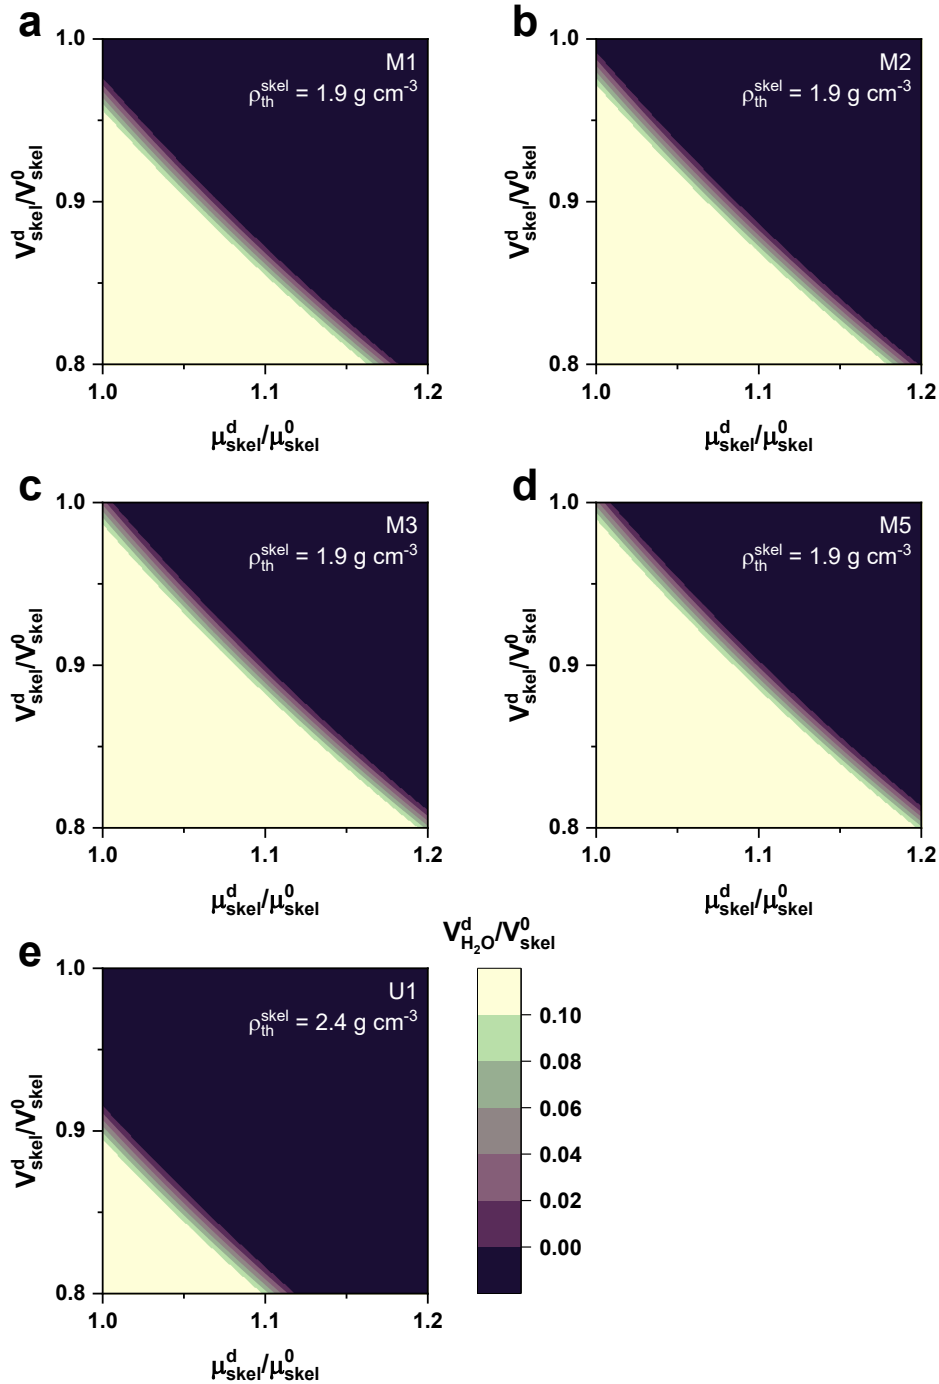 a
M1
ρ_th^skel = 1.9 g cm⁻³
1.0
0.9
0.8
V_skel^d/V_skel^0
1.0 1.1 1.2
μ_skel^d/μ_skel^0
b
M2
ρ_th^skel = 1.9 g cm⁻³
1.0
0.9
0.8
V_skel^d/V_skel^0
1.0 1.1 1.2
μ_skel^d/μ_skel^0
c
M3
ρ_th^skel = 1.9 g cm⁻³
1.0
0.9
0.8
V_skel^d/V_skel^0
1.0 1.1 1.2
μ_skel^d/μ_skel^0
d
M5
ρ_th^skel = 1.9 g cm⁻³
1.0
0.9
0.8
V_skel^d/V_skel^0
1.0 1.1 1.2
μ_skel^d/μ_skel^0
e
U1
ρ_th^skel = 2.4 g cm⁻³
1.0
0.9
0.8
V_skel^d/V_skel^0
1.0 1.1 1.2
μ_skel^d/μ_skel^0
V_H₂O^d/V_skel^0
0.10
0.08
0.06
0.04
0.02
0.00